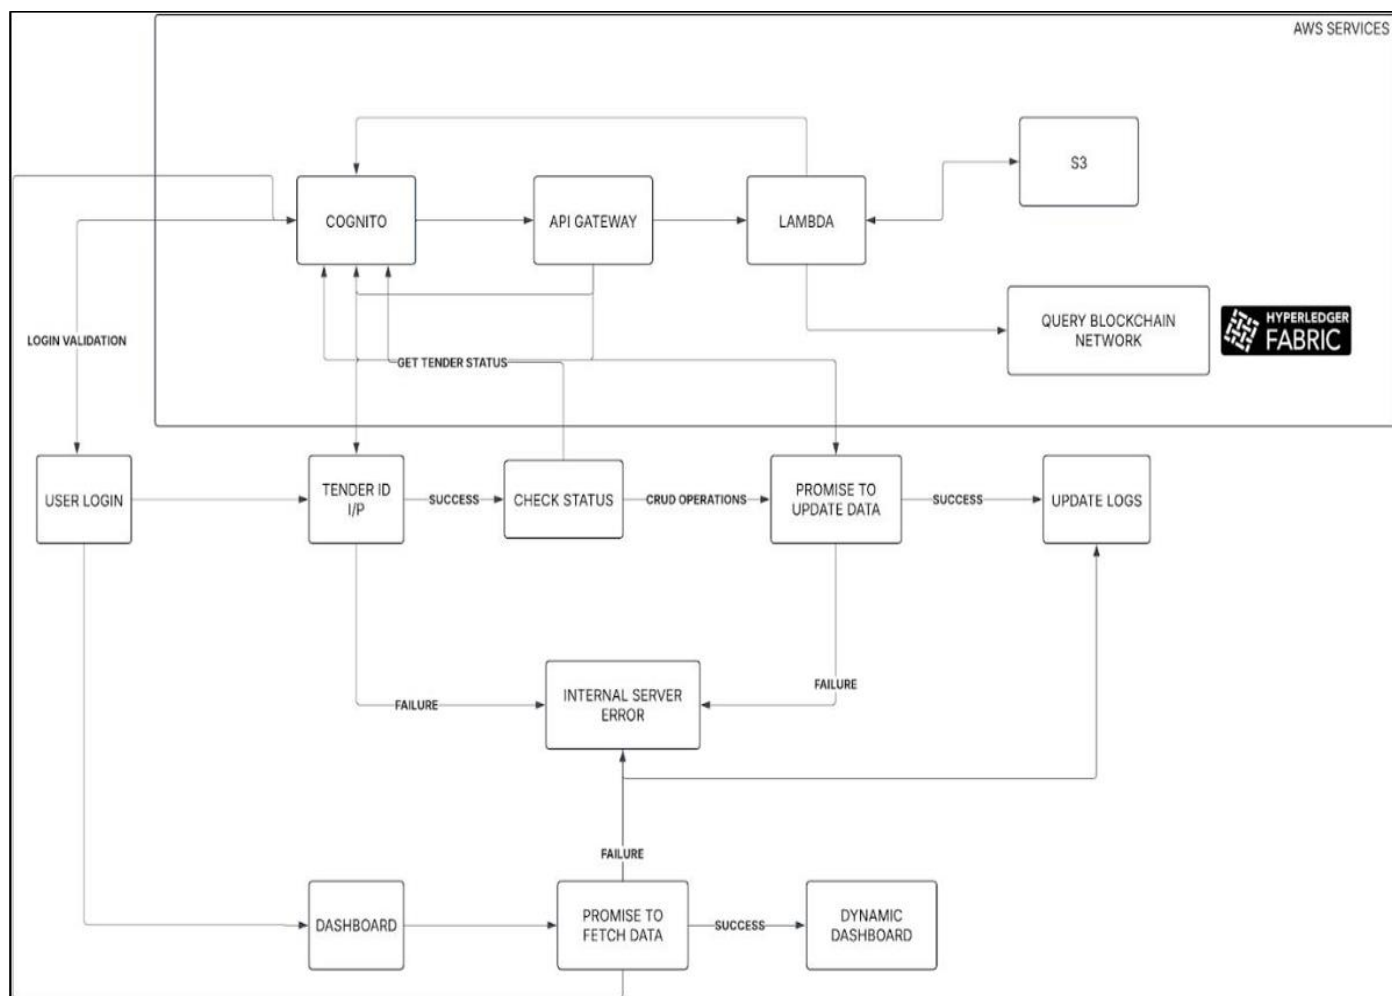 AWS SERVICES
S3
COGNITO
API GATEWAY
LAMBDA
QUERY BLOCKCHAIN
NETWORK
HYPERLEDGER
FABRIC
LOGIN VALIDATION
GET TENDER STATUS
USER LOGIN
TENDER ID
I/P
SUCCESS
CHECK STATUS
CRUD OPERATIONS
PROMISE TO
UPDATE DATA
SUCCESS
UPDATE LOGS
FAILURE
INTERNAL SERVER
ERROR
FAILURE
FAILURE
DASHBOARD
PROMISE TO
FETCH DATA
SUCCESS
DYNAMIC
DASHBOARD